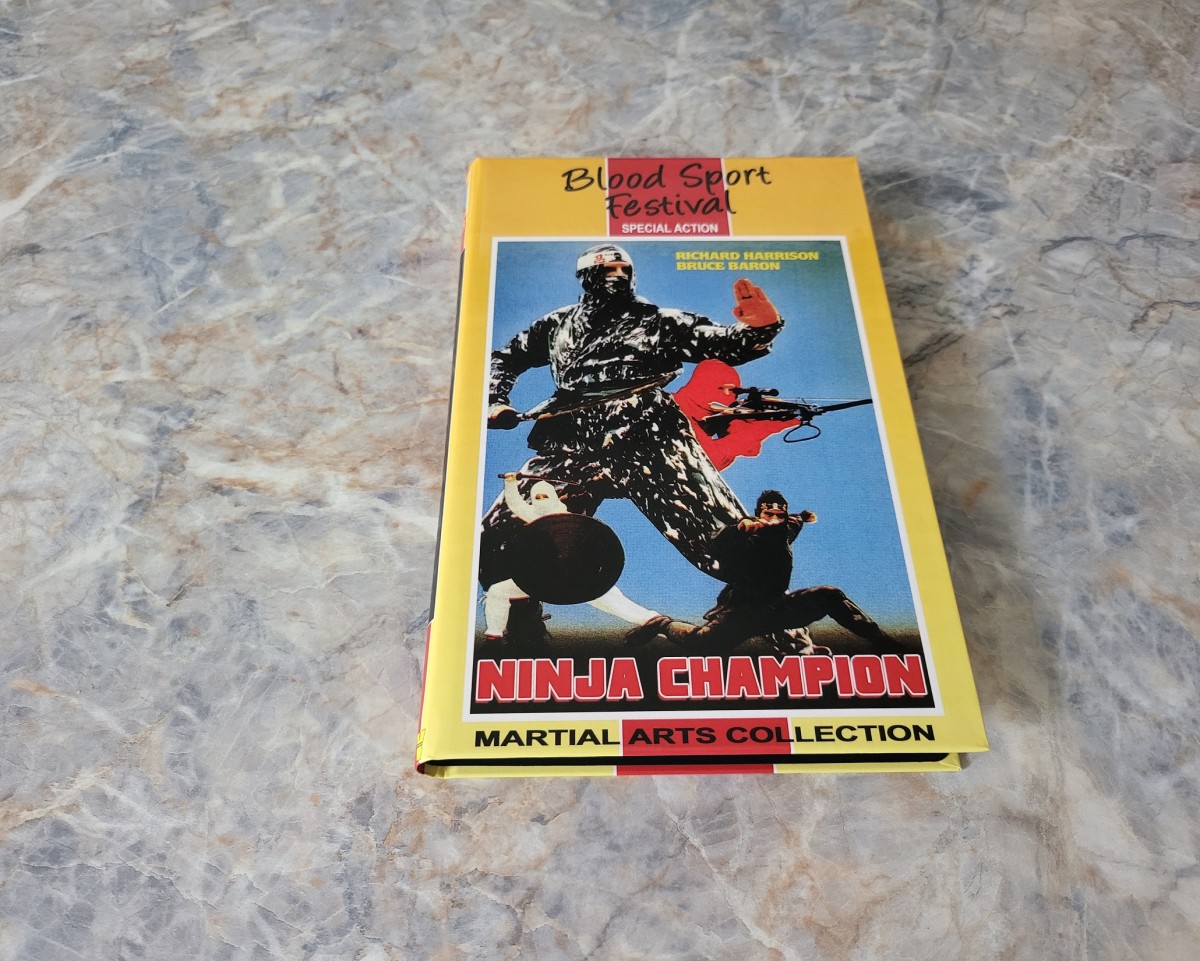 Blood Sport
Festival
SPECIAL ACTION
RICHARD HARRISON
BRUCE BARON
NINJA CHAMPION
MARTIAL ARTS COLLECTION